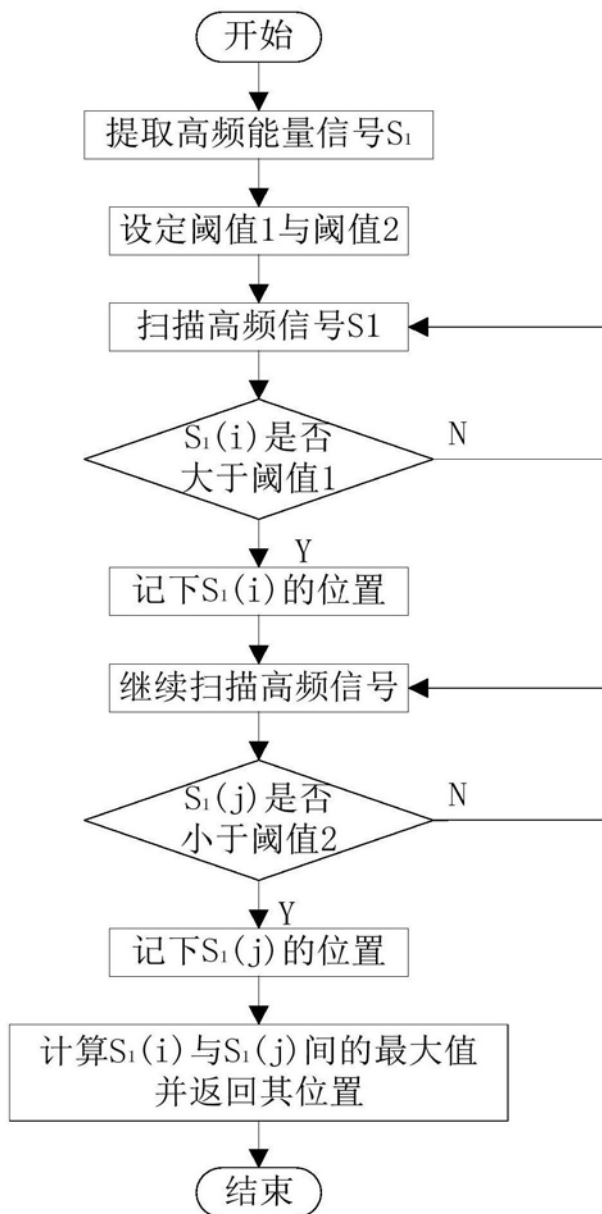 开始
提取高频能量信号S₁
设定阈值1与阈值2
扫描高频信号S1
S₁(i)是否
大于阈值1
N
Y
记下S₁(i)的位置
继续扫描高频信号
S₁(j)是否
小于阈值2
N
Y
记下S₁(j)的位置
计算S₁(i)与S₁(j)间的最大值
并返回其位置
结束